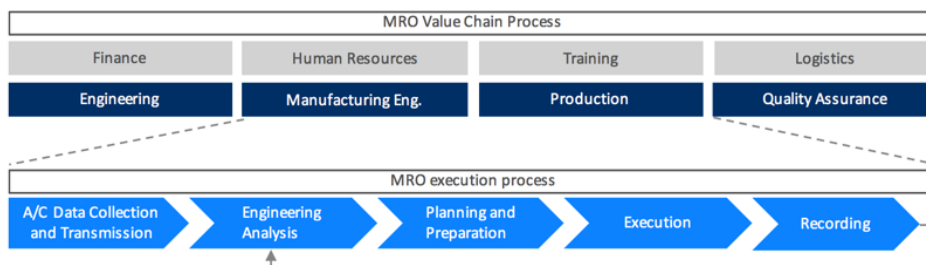 MRO Value Chain Process
Finance
Human Resources
Training
Logistics
Engineering
Manufacturing Eng.
Production
Quality Assurance
MRO execution process
A/C Data Collection
and Transmission
Engineering
Analysis
Planning and
Preparation
Execution
Recording